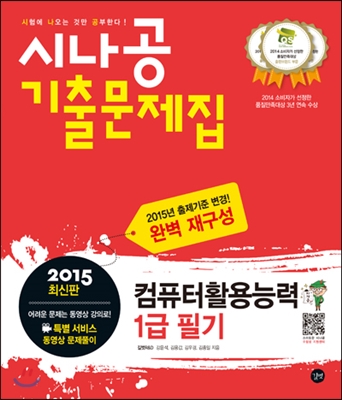 시험에 나오는 것만 공부한다!
시나공
기출문제집
2014 소비자가 선정한
품질만족대상 3년 연속 수상
2015년 출제기준 변경!
완벽 재구성
2015
최신판
어려운 문제는 동영상 강의로!
특별 서비스
동영상 문제풀이
컴퓨터활용능력
1급 필기
길벗